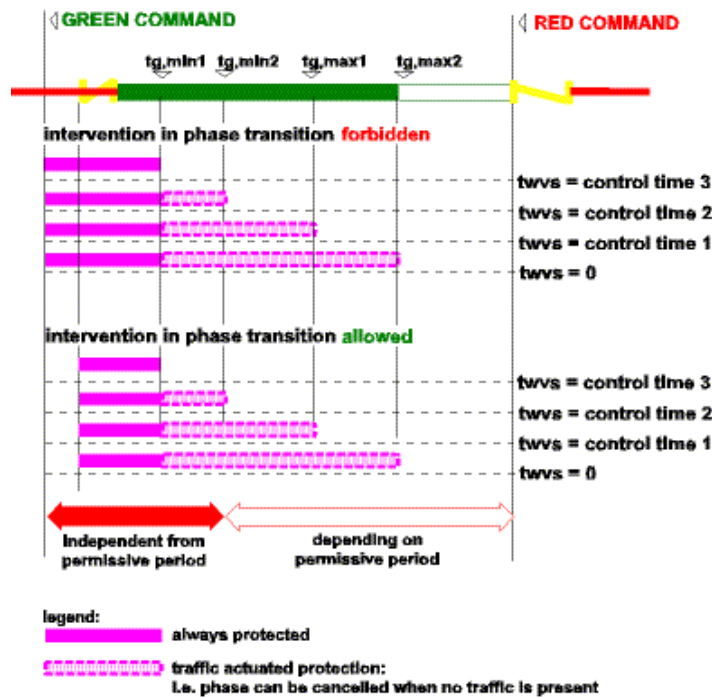 GREEN COMMAND
RED COMMAND
tg,min1 tg,min2 tg,max1 tg,max2
intervention in phase transition forbidden
twvs = control time 3
twvs = control time 2
twvs = control time 1
twvs = 0
intervention in phase transition allowed
twvs = control time 3
twvs = control time 2
twvs = control time 1
twvs = 0
independent from
permissive period
depending on
permissive period
legend:
always protected
traffic actuated protection:
i.e. phase can be cancelled when no traffic is present